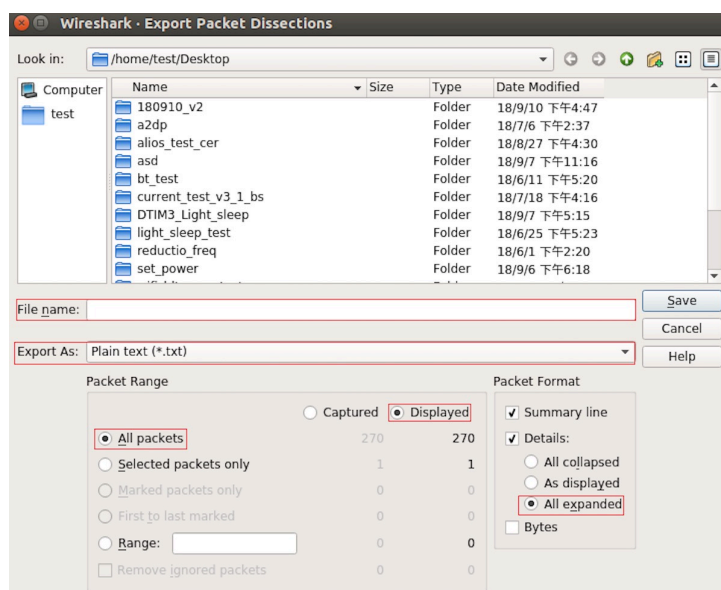 Wireshark · Export Packet Dissections
Look in: /home/test/Desktop
Computer
test
Name Size Type Date Modified
180910_v2 Folder 18/9/10 下午4:47
a2dp Folder 18/7/6 下午2:37
alios_test_cer Folder 18/8/27 下午4:30
asd Folder 18/9/7 下午11:16
bt_test Folder 18/6/11 下午5:20
current_test_v3_1_bs Folder 18/7/18 下午4:16
DTIM3_Light_sleep Folder 18/9/7 下午5:15
light_sleep_test Folder 18/6/25 下午5:23
reductio_freq Folder 18/6/1 下午2:20
set_power Folder 18/9/6 下午6:18
File name:
Save
Cancel
Export As: Plain text (*.txt)
Help
Packet Range
Captured Displayed
All packets 270 270
Selected packets only 1 1
Marked packets only 0 0
First to last marked 0 0
Range: 0 0
Remove ignored packets 0 0
Packet Format
Summary line
Details:
All collapsed
As displayed
All expanded
Bytes